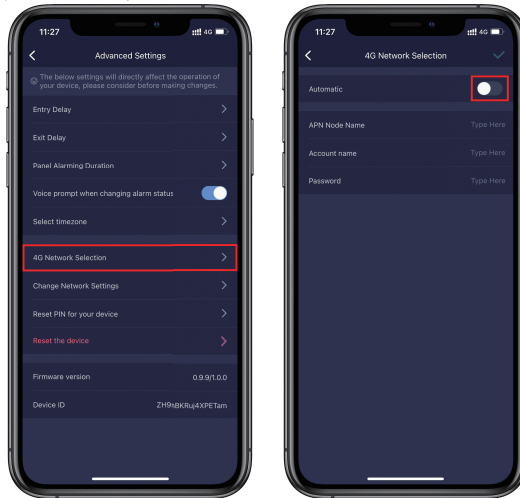 11:27
4G
Advanced Settings
The below settings will directly affect the operation of
your device, please consider before making changes.
Entry Delay
Exit Delay
Panel Alarming Duration
Voice prompt when changing alarm status
Select timezone
4G Network Selection
Change Network Settings
Reset PIN for your device
Reset the device
Firmware version 0.9.9/1.0.0
Device ID
11:27
4G
4G Network Selection
Automatic
APN Node Name Type Here
Account name Type Here
Password Type Here